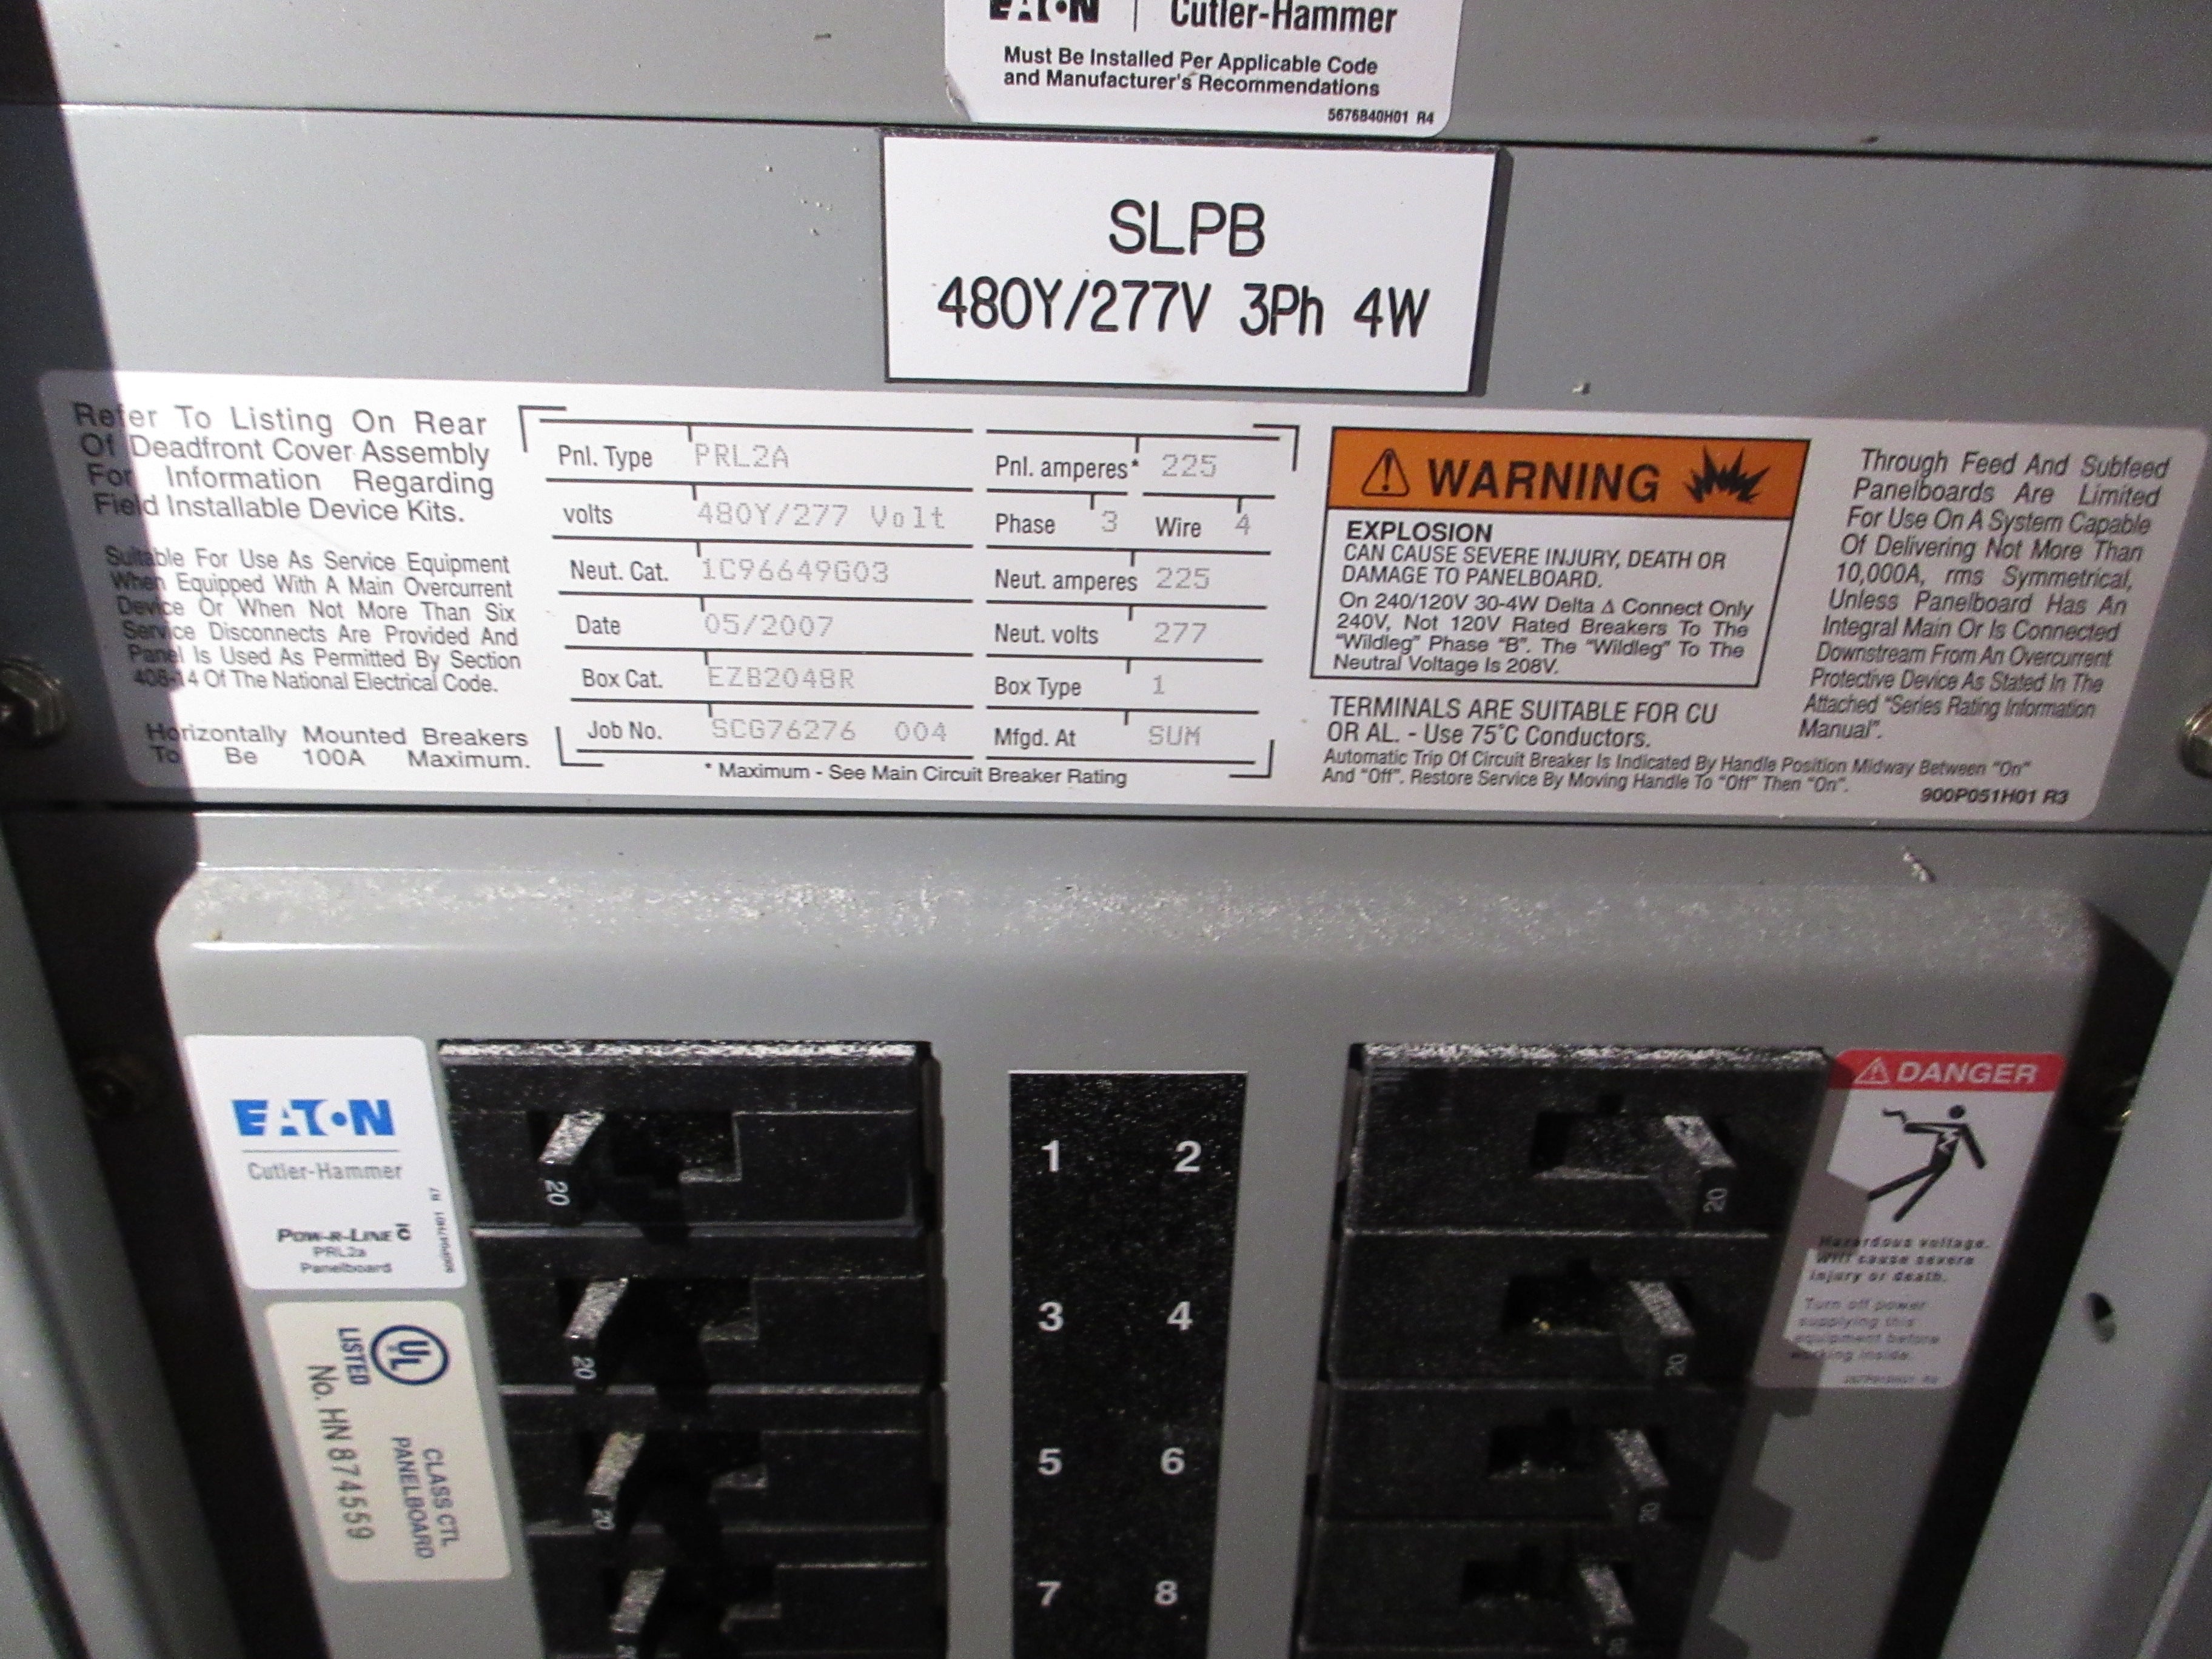 EATON | Cutler-Hammer
Must Be Installed Per Applicable Code
and Manufacturer's Recommendations
5676B40H01 R4
SLPB
480Y/277V 3Ph 4W
Refer To Listing On Rear
Of Deadfront Cover Assembly
For Information Regarding
Field Installable Device Kits.
Suitable For Use As Service Equipment
When Equipped With A Main Overcurrent
Device Or When Not More Than Six
Service Disconnects Are Provided And
Panel Is Used As Permitted By Section
408-14 Of The National Electrical Code.
Horizontally Mounted Breakers
To Be 100A Maximum.
Pnl. Type PRL2A
Pnl. amperes* 225
volts 480Y/277 Volt
Phase 3 Wire 4
Neut. Cat. 1C96649G03
Neut. amperes 225
Date 05/2007
Neut. volts 277
Box Cat. EZB2048R
Box Type 1
Job No. SCG76276 004
Mfgd. At SUM
* Maximum - See Main Circuit Breaker Rating
WARNING
EXPLOSION
CAN CAUSE SEVERE INJURY, DEATH OR
DAMAGE TO PANELBOARD.
On 240/120V 30-4W Delta Δ Connect Only
240V, Not 120V Rated Breakers To The
"Wildleg" Phase "B". The "Wildleg" To The
Neutral Voltage Is 208V.
TERMINALS ARE SUITABLE FOR CU
OR AL. - Use 75°C Conductors.
Automatic Trip Of Circuit Breaker Is Indicated By Handle Position Midway Between "On"
And "Off". Restore Service By Moving Handle To "Off" Then "On".
Through Feed And Subfeed
Panelboards Are Limited
For Use On A System Capable
Of Delivering Not More Than
10,000A, rms Symmetrical,
Unless Panelboard Has An
Integral Main Or Is Connected
Downstream From An Overcurrent
Protective Device As Stated In The
Attached "Series Rating Information
Manual".
900P051H01 R3
EATON
Cutler-Hammer
POW-R-LINE C
PRL2a
Panelboard
UL
LISTED
No. HN 874559
CLASS CTL
PANELBOARD
20
20
20
20
1 2
3 4
5 6
7 8
20
20
20
20
DANGER
Hazardous voltage.
Will cause severe
injury or death.
Turn off power
supplying this
equipment before
working inside.